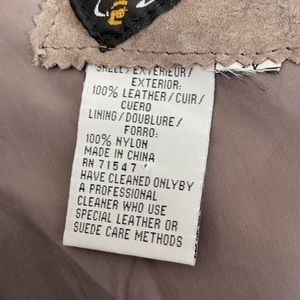 SHELL/EXTERIEUR/
EXTERIOR:
100% LEATHER/CUIR/
CUERO
LINING/DOUBLURE/
FORRO:
100% NYLON
MADE IN CHINA
RN 71547
HAVE CLEANED ONLYBY
A PROFESSIONAL
CLEANER WHO USE
SPECIAL LEATHER OR
SUEDE CARE METHODS